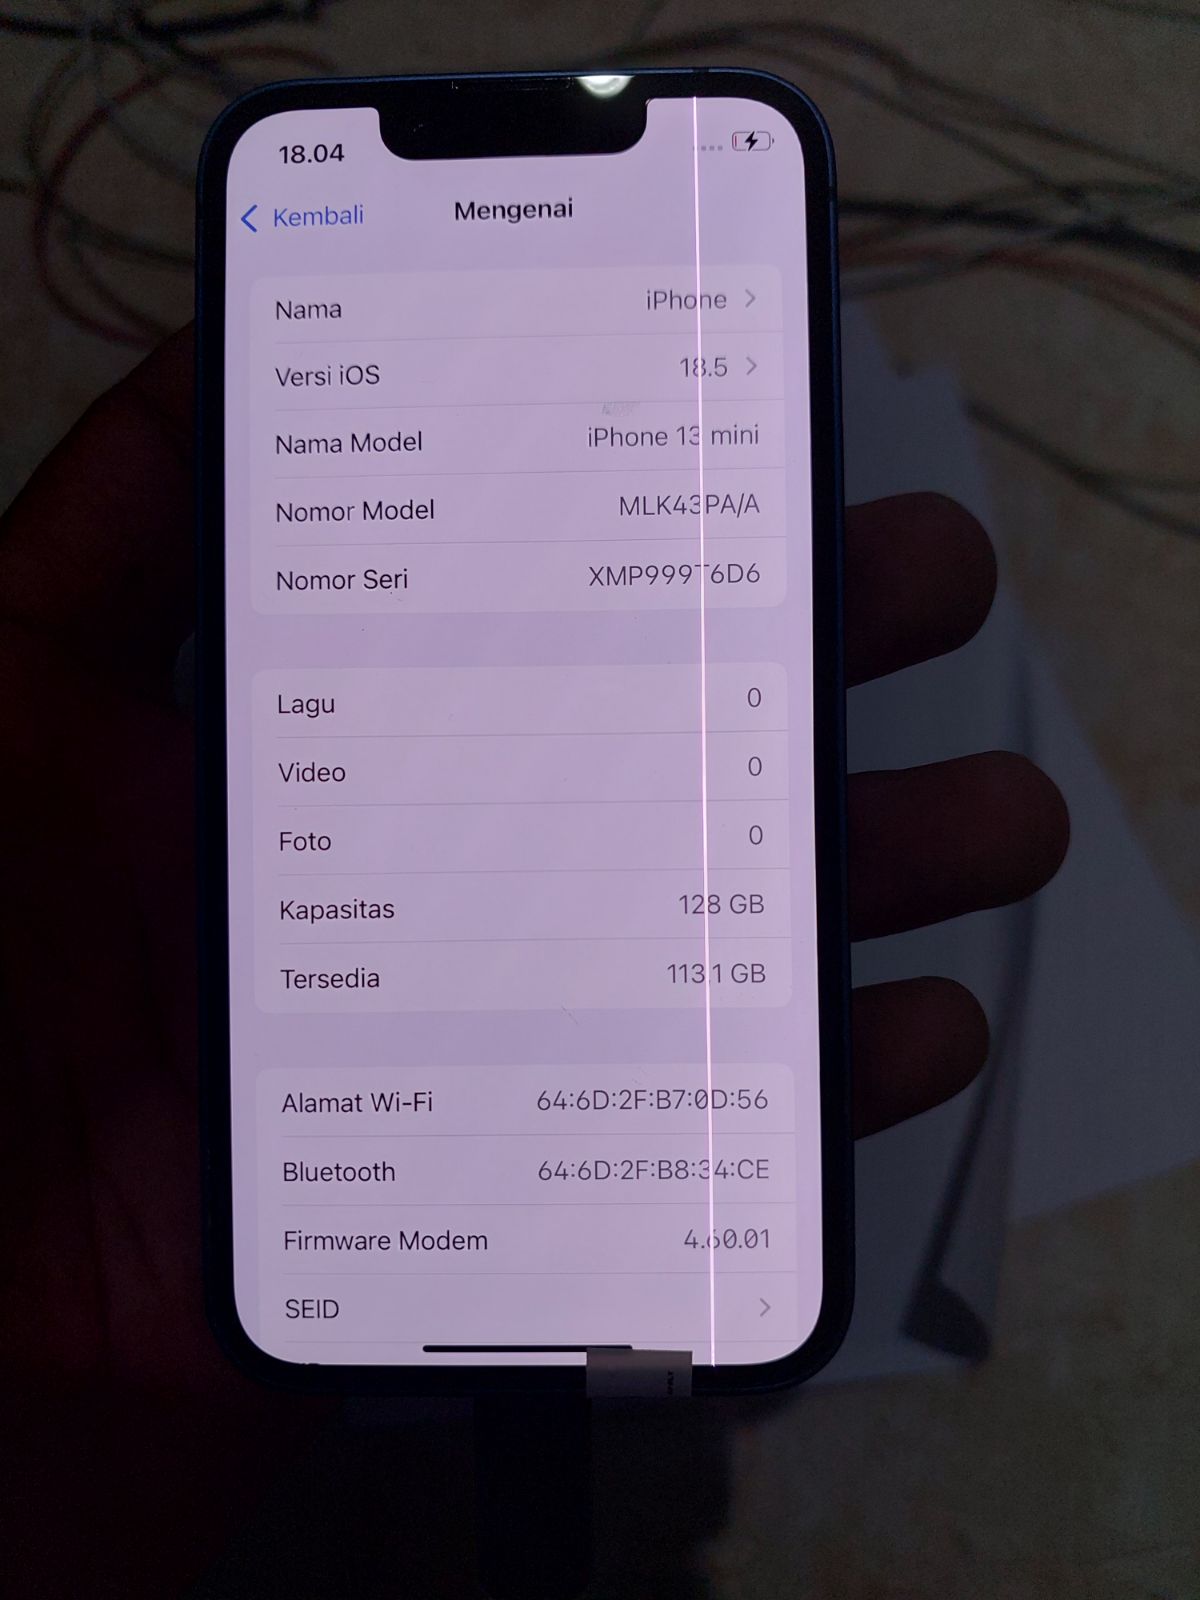 18.04
Kembali
Mengenai
Nama iPhone
Versi iOS 18.5
Nama Model iPhone 13 mini
Nomor Model MLK43PA/A
Nomor Seri XMP999T6D6
Lagu 0
Video 0
Foto 0
Kapasitas 128 GB
Tersedia 113,1 GB
Alamat Wi-Fi 64:6D:2F:B7:0D:56
Bluetooth 64:6D:2F:B8:34:CE
Firmware Modem 4.60.01
SEID